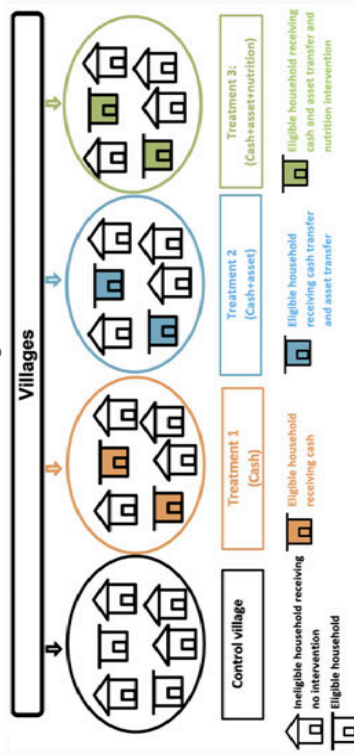 Villages
Control village
Treatment 1
(Cash)
Treatment 2
(Cash+asset)
Treatment 3:
(Cash+asset+nutrition)
Ineligible household receiving
no intervention
Eligible household
Eligible household
receiving cash
Eligible household
receiving cash transfer
and asset transfer
Eligible household receiving
cash and asset transfer and
nutrition intervention